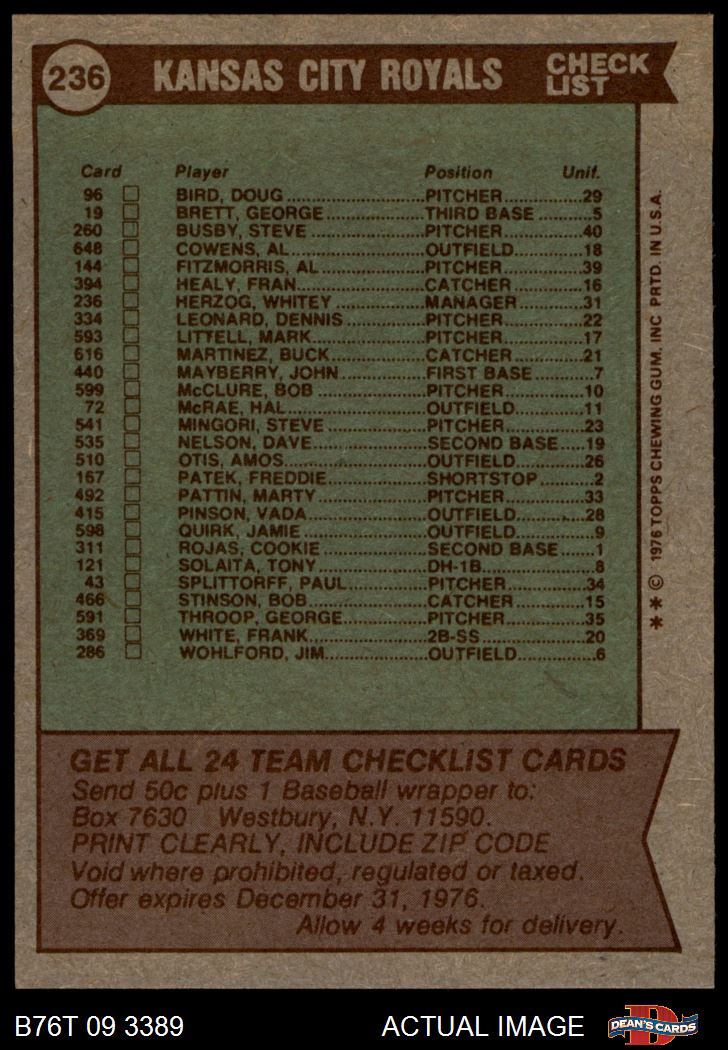 236 KANSAS CITY ROYALS CHECK LIST
Card Player Position Unif.
96 BIRD, DOUG PITCHER 29
19 BRETT, GEORGE THIRD BASE 5
260 BUSBY, STEVE PITCHER 40
648 COWENS, AL OUTFIELD 18
144 FITZMORRIS, AL PITCHER 39
394 HEALY, FRAN CATCHER 16
236 HERZOG, WHITEY MANAGER 31
334 LEONARD, DENNIS PITCHER 22
593 LITTELL, MARK PITCHER 17
616 MARTINEZ, BUCK CATCHER 21
440 MAYBERRY, JOHN FIRST BASE 7
599 McCLURE, BOB PITCHER 10
72 McRAE, HAL OUTFIELD 11
541 MINGORI, STEVE PITCHER 23
535 NELSON, DAVE SECOND BASE 19
510 OTIS, AMOS OUTFIELD 26
167 PATEK, FREDDIE SHORTSTOP 2
492 PATTIN, MARTY PITCHER 33
415 PINSON, VADA OUTFIELD 28
598 QUIRK, JAMIE OUTFIELD 9
311 ROJAS, COOKIE SECOND BASE 1
121 SOLAITA, TONY DH-1B 8
43 SPLITTORFF, PAUL PITCHER 34
466 STINSON, BOB CATCHER 15
591 THROOP, GEORGE PITCHER 35
369 WHITE, FRANK 2B-SS 20
286 WOHLFORD, JIM OUTFIELD 6
* * © 1976 TOPPS CHEWING GUM, INC PRTD. IN U.S.A.
GET ALL 24 TEAM CHECKLIST CARDS
Send 50c plus 1 Baseball wrapper to:
Box 7630 Westbury, N.Y. 11590.
PRINT CLEARLY, INCLUDE ZIP CODE
Void where prohibited, regulated or taxed.
Offer expires December 31, 1976.
Allow 4 weeks for delivery.
B76T 09 3389 ACTUAL IMAGE DEAN'S CARDS